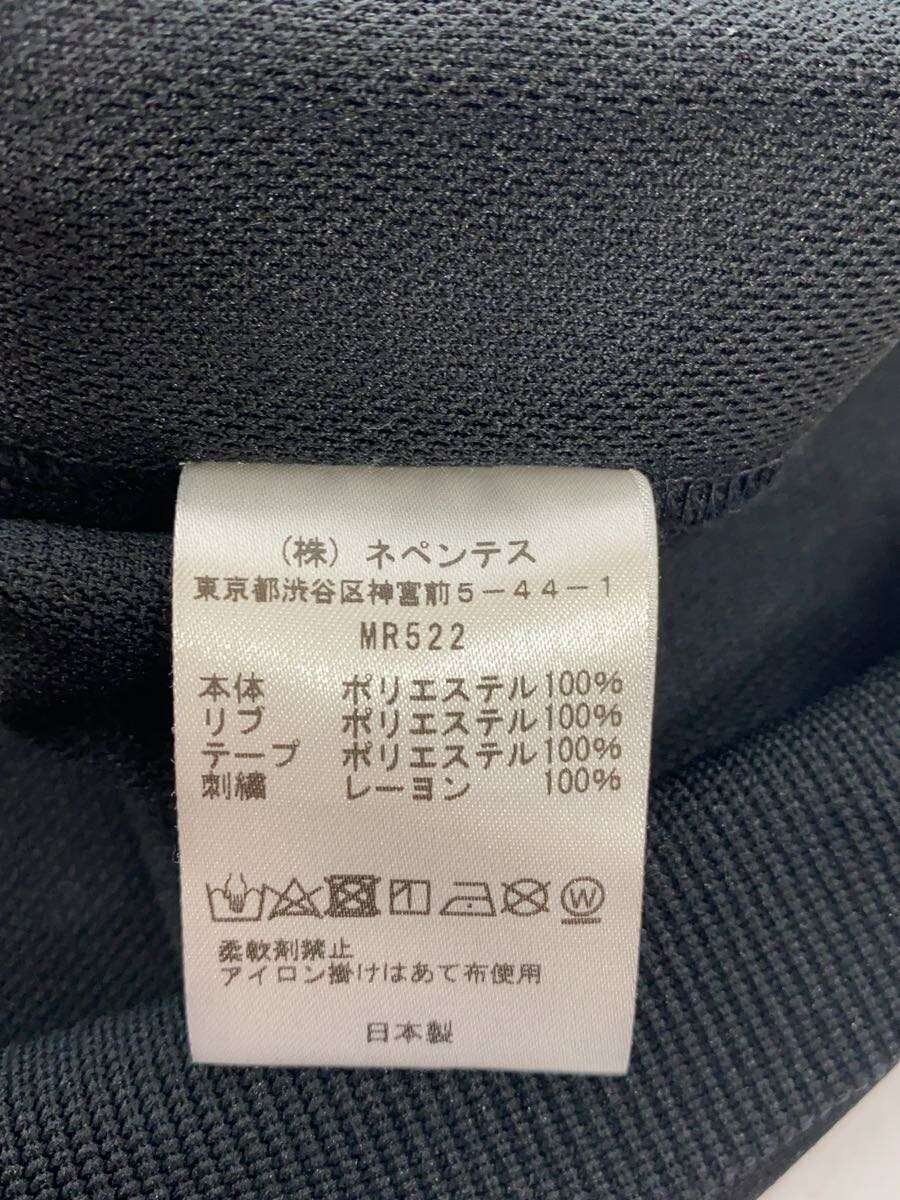 (株) ネペンテス
東京都渋谷区神宮前5-44-1
MR522
本体 ポリエステル100%
リブ ポリエステル100%
テープ ポリエステル100%
刺繍 レーヨン 100%
W
柔軟剤禁止
アイロン掛けはあて布使用
日本製